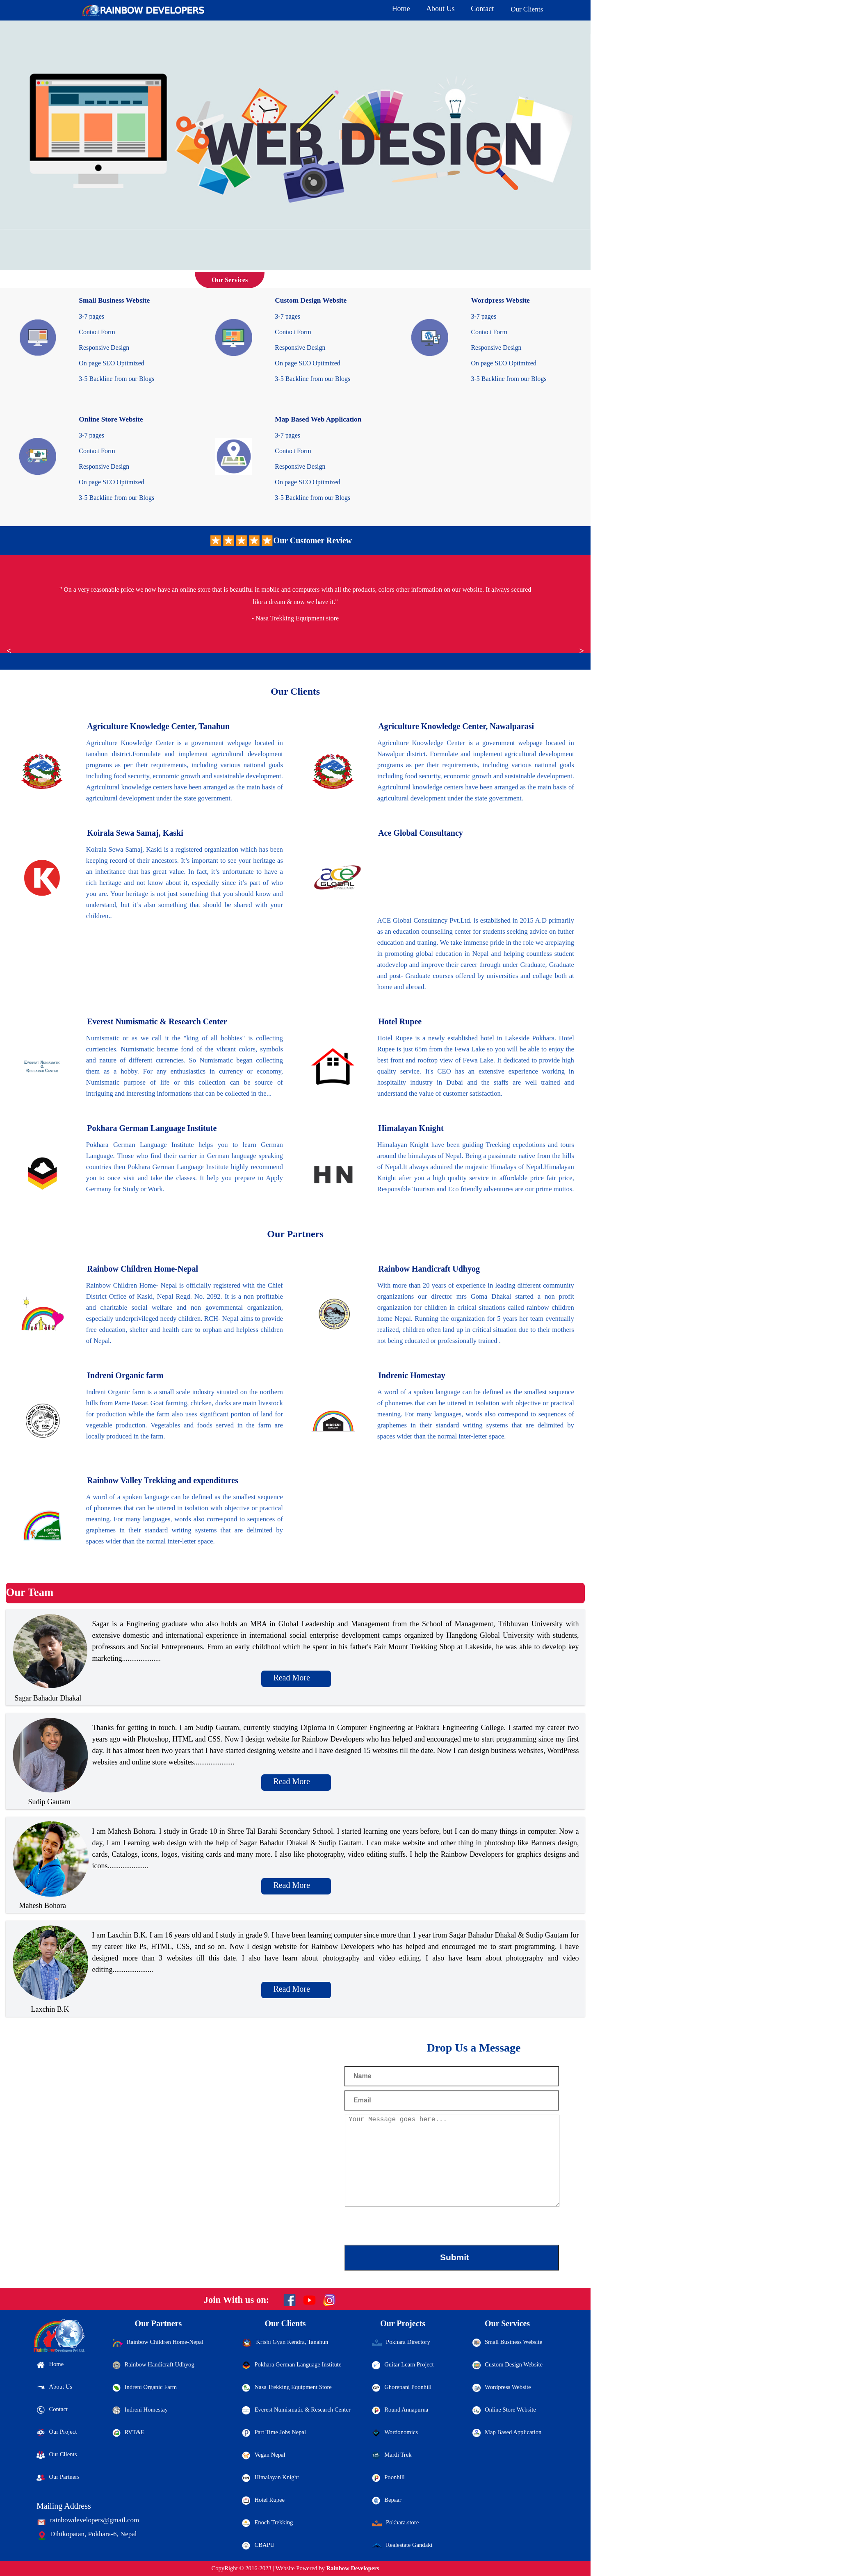 RAINBOW DEVELOPERS
Home
About Us
Contact
Our Clients
WEB DESIGN
Our Services
Small Business Website
3-7 pages
Contact Form
Responsive Design
On page SEO Optimized
3-5 Backline from our Blogs
Custom Design Website
3-7 pages
Contact Form
Responsive Design
On page SEO Optimized
3-5 Backline from our Blogs
Wordpress Website
3-7 pages
Contact Form
Responsive Design
On page SEO Optimized
3-5 Backline from our Blogs
Online Store Website
3-7 pages
Contact Form
Responsive Design
On page SEO Optimized
3-5 Backline from our Blogs
Map Based Web Application
3-7 pages
Contact Form
Responsive Design
On page SEO Optimized
3-5 Backline from our Blogs
Our Customer Review
" On a very reasonable price we now have an online store that is beautiful in mobile and computers with all the products, colors other information on our website. It always secured
like a dream & now we have it."
- Nasa Trekking Equipment store
<
>
Our Clients
Agriculture Knowledge Center, Tanahun
Agriculture Knowledge Center is a government webpage located in
tanahun district.Formulate and implement agricultural development
programs as per their requirements, including various national goals
including food security, economic growth and sustainable development.
Agricultural knowledge centers have been arranged as the main basis of
agricultural development under the state government.
Agriculture Knowledge Center, Nawalparasi
Agriculture Knowledge Center is a government webpage located in
Nawalpur district. Formulate and implement agricultural development
programs as per their requirements, including various national goals
including food security, economic growth and sustainable development.
Agricultural knowledge centers have been arranged as the main basis of
agricultural development under the state government.
Koirala Sewa Samaj, Kaski
Koirala Sewa Samaj, Kaski is a registered organization which has been
keeping record of their ancestors. It's important to see your heritage as
an inheritance that has great value. In fact, it's unfortunate to have a
rich heritage and not know about it, especially since it's part of who
you are. Your heritage is not just something that you should know and
understand, but it's also something that should be shared with your
children..
Ace Global Consultancy
ace
GLOBAL
ACE Global Consultancy Pvt.Ltd. is established in 2015 A.D primarily
as an education counselling center for students seeking advice on futher
education and traning. We take immense pride in the role we areplaying
in promoting global education in Nepal and helping countless student
atodevelop and improve their career through under Graduate, Graduate
and post- Graduate courses offered by universities and collage both at
home and abroad.
Everest Numismatic & Research Center
Everest Numismatic
&
Research Center
Numismatic or as we call it the "king of all hobbies" is collecting
curriencies. Numismatic became fond of the vibrant colors, symbols
and nature of different currencies. So Numismatic began collecting
them as a hobby. For any enthusiastics in currency or economy,
Numismatic purpose of life or this collection can be source of
intriguing and interesting informations that can be collected in the...
Hotel Rupee
Hotel Rupee is a newly established hotel in Lakeside Pokhara. Hotel
Rupee is just 65m from the Fewa Lake so you will be able to enjoy the
best front and rooftop view of Fewa Lake. It dedicated to provide high
quality service. It's CEO has an extensive experience working in
hospitality industry in Dubai and the staffs are well trained and
understand the value of customer satisfaction.
Pokhara German Language Institute
Pokhara German Language Institute helps you to learn German
Language. Those who find their carrier in German language speaking
countries then Pokhara German Language Institute highly recommend
you to once visit and take the classes. It help you prepare to Apply
Germany for Study or Work.
Himalayan Knight
HN
Himalayan Knight have been guiding Treeking ecpedotions and tours
around the himalayas of Nepal. Being a passionate native from the hills
of Nepal.It always admired the majestic Himalays of Nepal.Himalayan
Knight after you a high quality service in affordable price fair price,
Responsible Tourism and Eco friendly adventures are our prime mottos.
Our Partners
Rainbow Children Home-Nepal
Rainbow Children Home- Nepal is officially registered with the Chief
District Office of Kaski, Nepal Regd. No. 2092. It is a non profitable
and charitable social welfare and non governmental organization,
especially underprivileged needy children. RCH- Nepal aims to provide
free education, shelter and health care to orphan and helpless children
of Nepal.
Rainbow Handicraft Udhyog
With more than 20 years of experience in leading different community
organizations our director mrs Goma Dhakal started a non profit
organization for children in critical situations called rainbow children
home Nepal. Running the organization for 5 years her team eventually
realized, children often land up in critical situation due to their mothers
not being educated or professionally trained .
Indreni Organic farm
Indreni Organic farm is a small scale industry situated on the northern
hills from Pame Bazar. Goat farming, chicken, ducks are main livestock
for production while the farm also uses significant portion of land for
vegetable production. Vegetables and foods served in the farm are
locally produced in the farm.
Indrenic Homestay
A word of a spoken language can be defined as the smallest sequence
of phonemes that can be uttered in isolation with objective or practical
meaning. For many languages, words also correspond to sequences of
graphemes in their standard writing systems that are delimited by
spaces wider than the normal inter-letter space.
Rainbow Valley Trekking and expenditures
A word of a spoken language can be defined as the smallest sequence
of phonemes that can be uttered in isolation with objective or practical
meaning. For many languages, words also correspond to sequences of
graphemes in their standard writing systems that are delimited by
spaces wider than the normal inter-letter space.
Our Team
Sagar is a Enginering graduate who also holds an MBA in Global Leadership and Management from the School of Management, Tribhuvan University with
extensive domestic and international experience in international social enterprise development camps organized by Hangdong Global University with students,
profressors and Social Entrepreneurs. From an early childhool which he spent in his father's Fair Mount Trekking Shop at Lakeside, he was able to develop key
marketing......................
Read More
Sagar Bahadur Dhakal
Thanks for getting in touch. I am Sudip Gautam, currently studying Diploma in Computer Engineering at Pokhara Engineering College. I started my career two
years ago with Photoshop, HTML and CSS. Now I design website for Rainbow Developers who has helped and encouraged me to start programming since my first
day. It has almost been two years that I have started designing website and I have designed 15 websites till the date. Now I can design business websites, WordPress
websites and online store websites.......................
Read More
Sudip Gautam
I am Mahesh Bohora. I study in Grade 10 in Shree Tal Barahi Secondary School. I started learning one years before, but I can do many things in computer. Now a
day, I am Learning web design with the help of Sagar Bahadur Dhakal & Sudip Gautam. I can make website and other thing in photoshop like Banners design,
cards, Catalogs, icons, logos, visiting cards and many more. I also like photography, video editing stuffs. I help the Rainbow Developers for graphics designs and
icons.......................
Read More
Mahesh Bohora
I am Laxchin B.K. I am 16 years old and I study in grade 9. I have been learning computer since more than 1 year from Sagar Bahadur Dhakal & Sudip Gautam for
my career like Ps, HTML, CSS, and so on. Now I design website for Rainbow Developers who has helped and encouraged me to start programming. I have
designed more than 3 websites till this date. I also have learn about photography and video editing. I also have learn about photography and video
editing.......................
Read More
Laxchin B.K
Drop Us a Message
Name
Email
Your Message goes here...
Submit
Join With us on:
Home
About Us
Contact
Our Project
Our Clients
Our Partners
Mailing Address
rainbowdevelopers@gmail.com
Dihikopatan, Pokhara-6, Nepal
Our Partners
Rainbow Children Home-Nepal
Rainbow Handicraft Udhyog
Indreni Organic Farm
Indreni Homestay
RVT&E
Our Clients
Krishi Gyan Kendra, Tanahun
Pokhara German Language Institute
Nasa Trekking Equipment Store
Everest Numismatic & Research Center
Part Time Jobs Nepal
Vegan Nepal
Himalayan Knight
Hotel Rupee
Enoch Trekking
CBAPU
Our Projects
Pokhara Directory
Guitar Learn Project
Ghorepani Poonhill
Round Annapurna
Wordonomics
Mardi Trek
Poonhill
Bepaar
Pokhara.store
Realestate Gandaki
Our Services
Small Business Website
Custom Design Website
Wordpress Website
Online Store Website
Map Based Application
CopyRight © 2016-2023 | Website Powered by Rainbow Developers